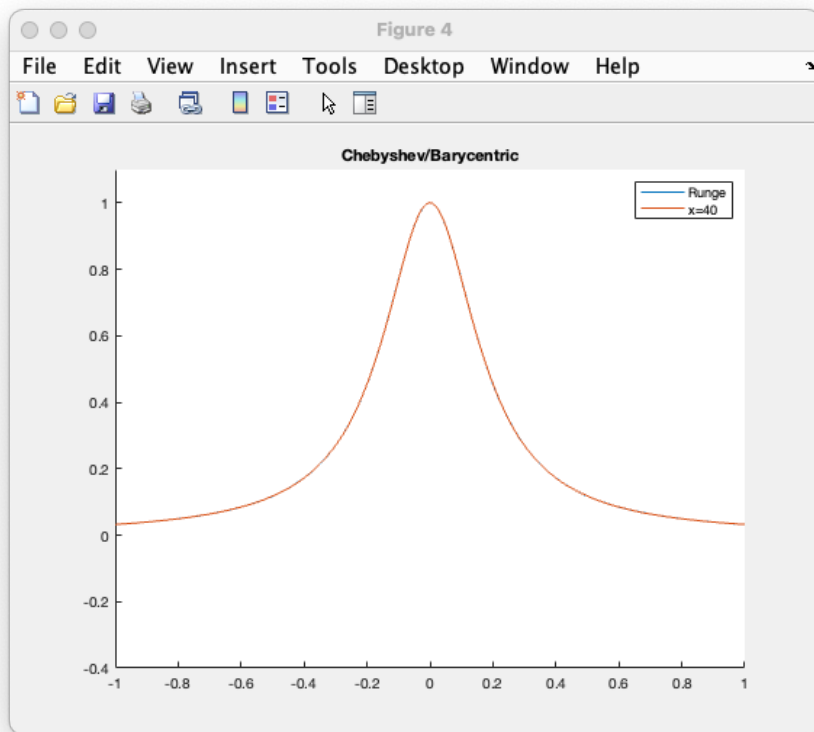 Figure 4
File Edit View Insert Tools Desktop Window Help
Chebyshev/Barycentric
Runge
x=40
1
0.8
0.6
0.4
0.2
0
-0.2
-0.4
-1 -0.8 -0.6 -0.4 -0.2 0 0.2 0.4 0.6 0.8 1